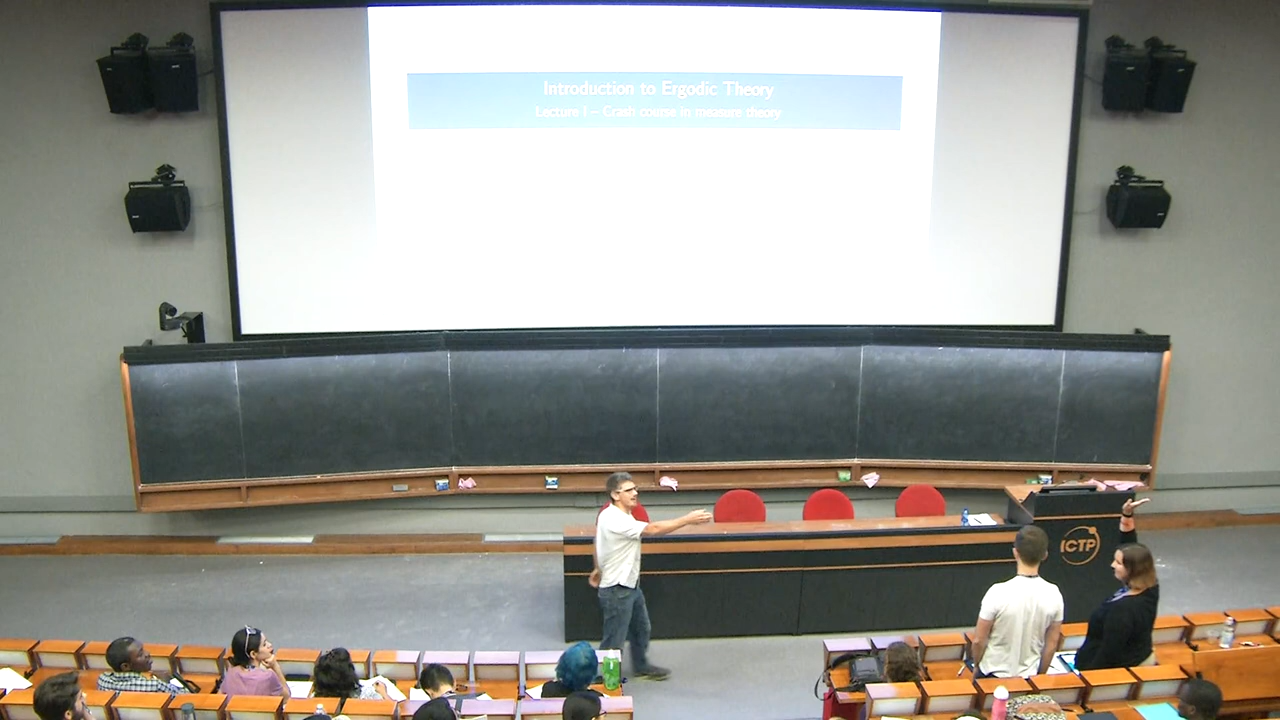 Introduction to Ergodic Theory
Lecture I – Crash course in measure theory
ICTP